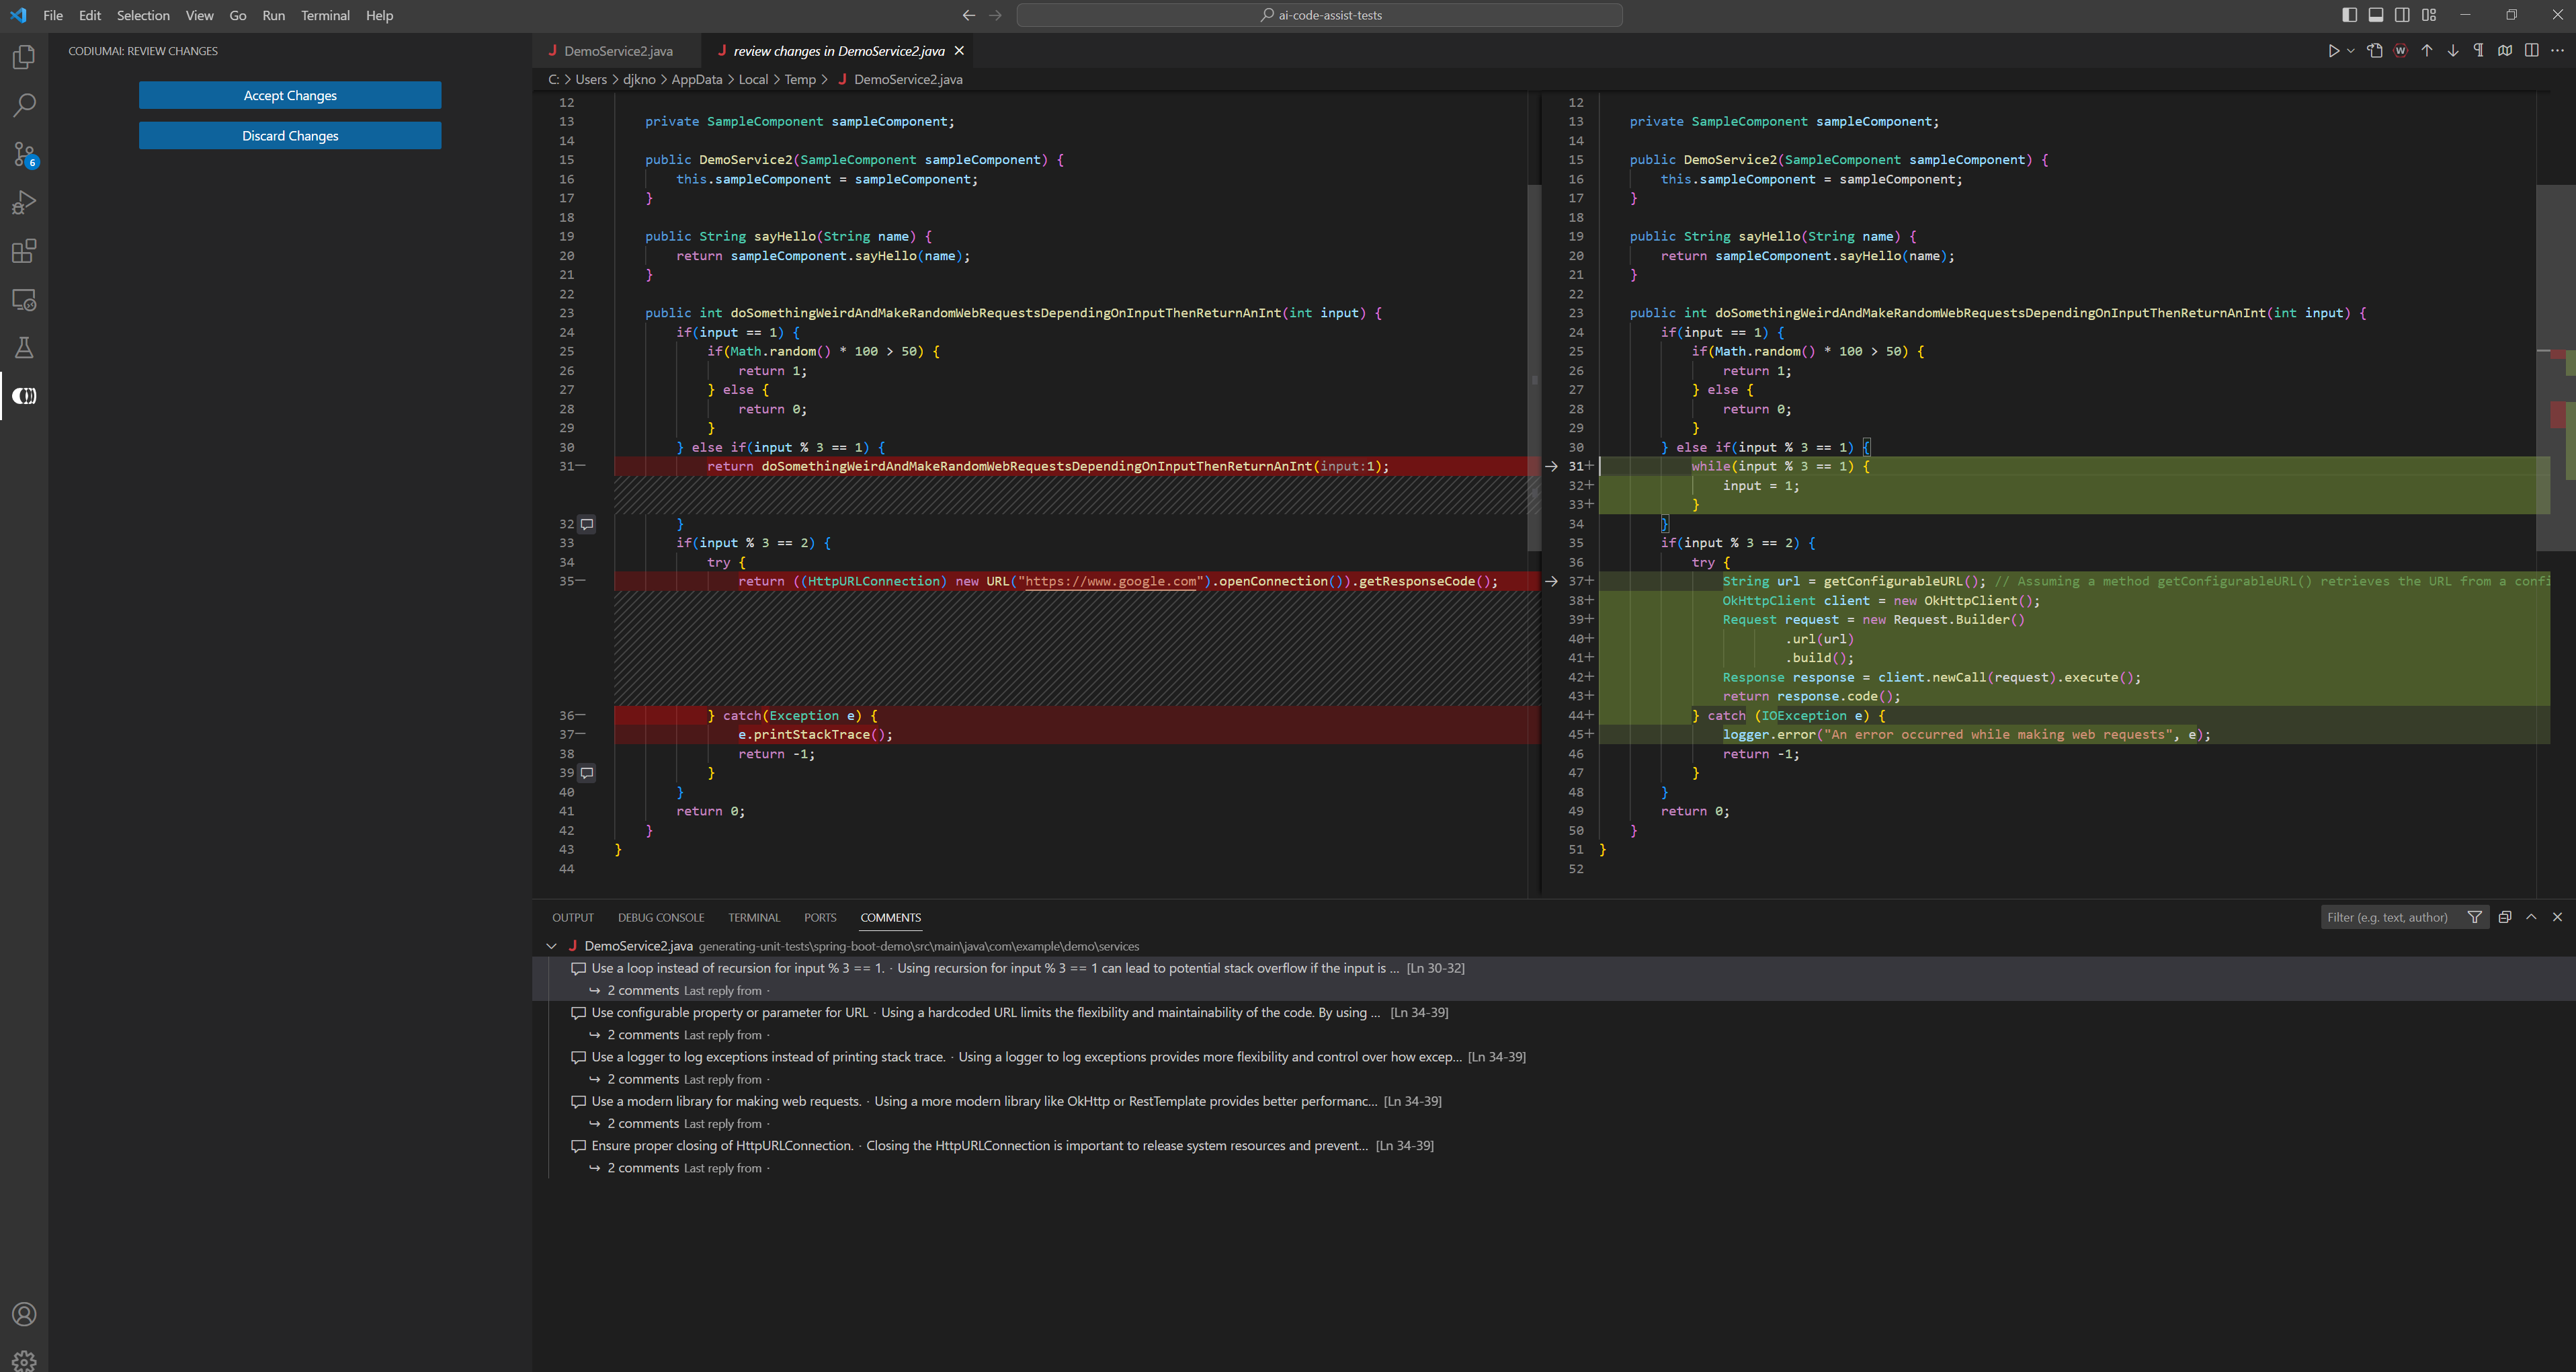 File Edit Selection View Go Run Terminal Help
ai-code-assist-tests
CODIUMAI: REVIEW CHANGES
Accept Changes
Discard Changes
6
DemoService2.java
review changes in DemoService2.java
C: > Users > djkno > AppData > Local > Temp > J DemoService2.java
12
13 private SampleComponent sampleComponent;
14
15 public DemoService2(SampleComponent sampleComponent) {
16 this.sampleComponent = sampleComponent;
17 }
18
19 public String sayHello(String name) {
20 return sampleComponent.sayHello(name);
21 }
22
23 public int doSomethingWeirdAndMakeRandomWebRequestsDependingOnInputThenReturnAnInt(int input) {
24 if(input == 1) {
25 if(Math.random() * 100 > 50) {
26 return 1;
27 } else {
28 return 0;
29 }
30 } else if(input % 3 == 1) {
31— return doSomethingWeirdAndMakeRandomWebRequestsDependingOnInputThenReturnAnInt(input:1);
32 }
33 if(input % 3 == 2) {
34 try {
35— return ((HttpURLConnection) new URL("https://www.google.com").openConnection()).getResponseCode();
36— } catch(Exception e) {
37— e.printStackTrace();
38 return -1;
39 }
40 }
41 return 0;
42 }
43 }
44
12
13 private SampleComponent sampleComponent;
14
15 public DemoService2(SampleComponent sampleComponent) {
16 this.sampleComponent = sampleComponent;
17 }
18
19 public String sayHello(String name) {
20 return sampleComponent.sayHello(name);
21 }
22
23 public int doSomethingWeirdAndMakeRandomWebRequestsDependingOnInputThenReturnAnInt(int input) {
24 if(input == 1) {
25 if(Math.random() * 100 > 50) {
26 return 1;
27 } else {
28 return 0;
29 }
30 } else if(input % 3 == 1) {
31+ while(input % 3 == 1) {
32+ input = 1;
33+ }
34 }
35 if(input % 3 == 2) {
36 try {
37+ String url = getConfigurableURL(); // Assuming a method getConfigurableURL() retrieves the URL from a confi
38+ OkHttpClient client = new OkHttpClient();
39+ Request request = new Request.Builder()
40+ .url(url)
41+ .build();
42+ Response response = client.newCall(request).execute();
43+ return response.code();
44+ } catch (IOException e) {
45+ logger.error("An error occurred while making web requests", e);
46 return -1;
47 }
48 }
49 return 0;
50 }
51 }
52
OUTPUT DEBUG CONSOLE TERMINAL PORTS COMMENTS
Filter (e.g. text, author)
J DemoService2.java generating-unit-tests\spring-boot-demo\src\main\java\com\example\demo\services
Use a loop instead of recursion for input % 3 == 1. · Using recursion for input % 3 == 1 can lead to potential stack overflow if the input is ... [Ln 30-32]
2 comments Last reply from ·
Use configurable property or parameter for URL · Using a hardcoded URL limits the flexibility and maintainability of the code. By using ... [Ln 34-39]
2 comments Last reply from ·
Use a logger to log exceptions instead of printing stack trace. · Using a logger to log exceptions provides more flexibility and control over how excep... [Ln 34-39]
2 comments Last reply from ·
Use a modern library for making web requests. · Using a more modern library like OkHttp or RestTemplate provides better performanc... [Ln 34-39]
2 comments Last reply from ·
Ensure proper closing of HttpURLConnection. · Closing the HttpURLConnection is important to release system resources and prevent... [Ln 34-39]
2 comments Last reply from ·